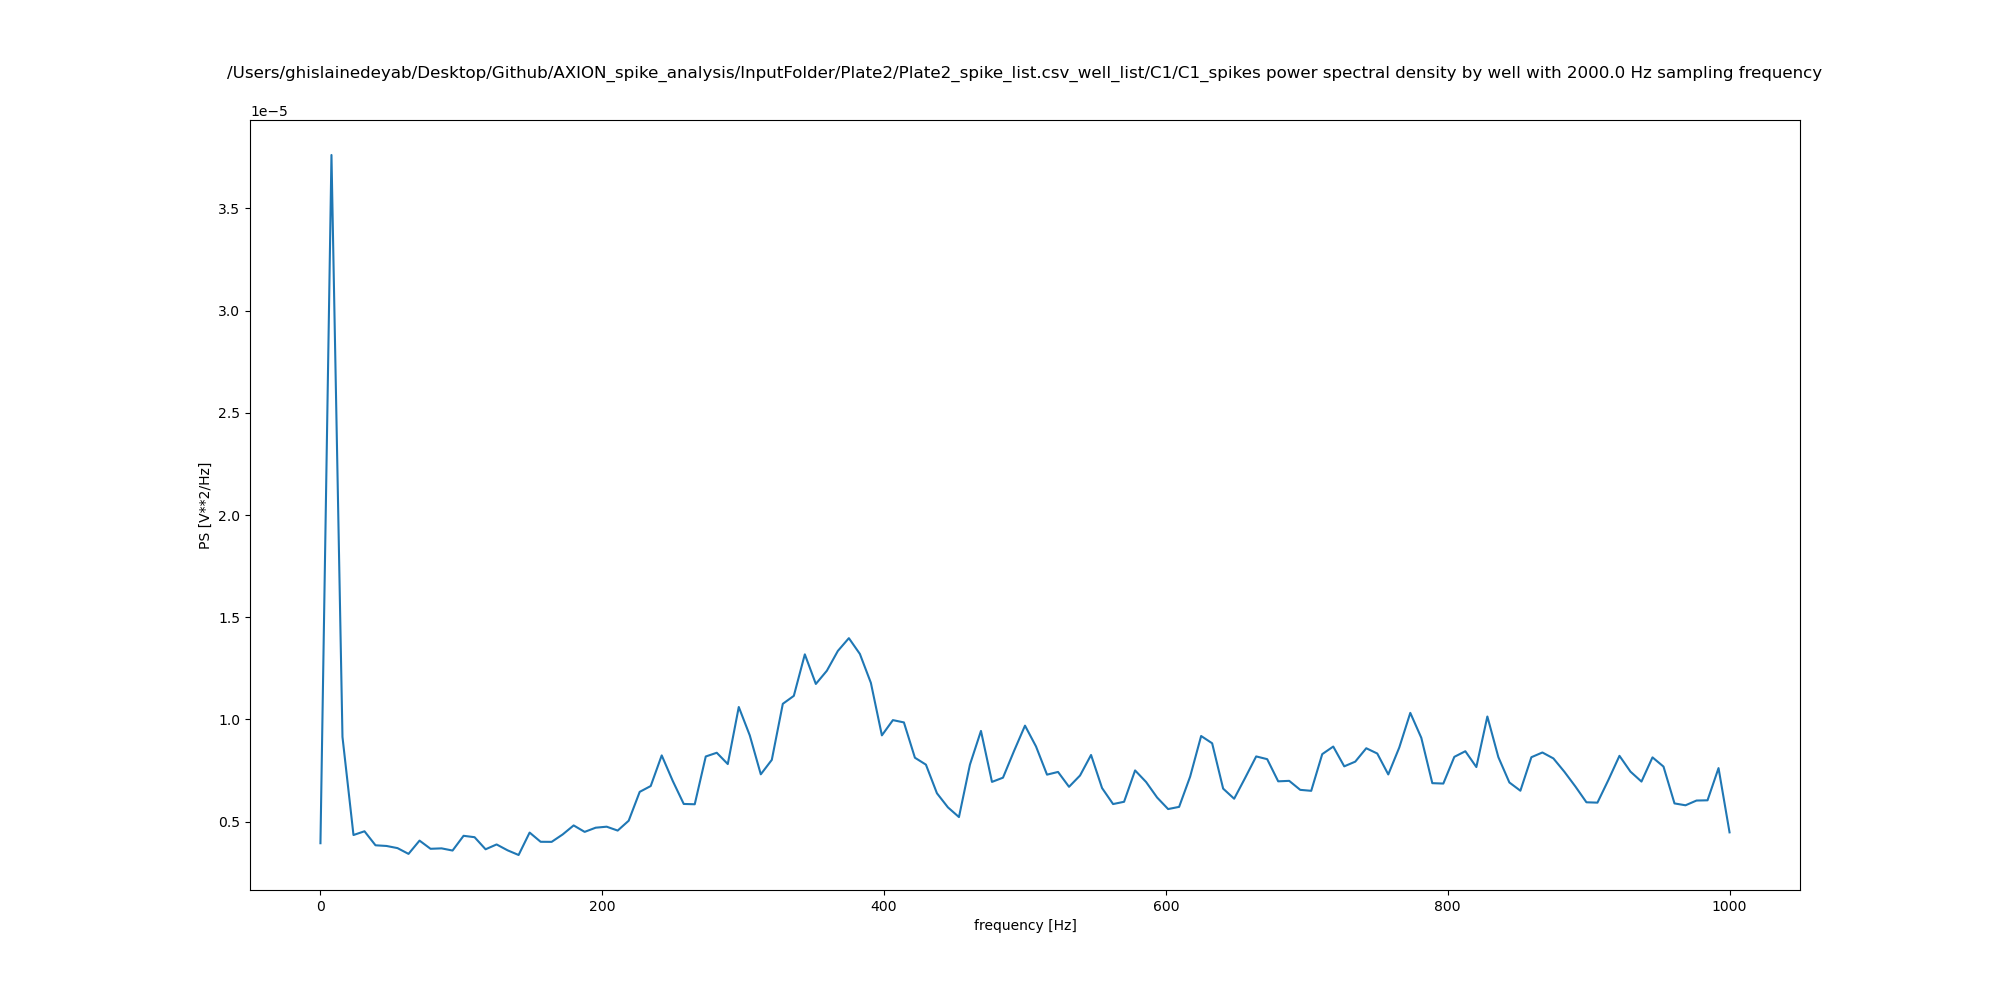 /Users/ghislainedeyab/Desktop/Github/AXION_spike_analysis/InputFolder/Plate2/Plate2_spike_list.csv_well_list/C1/C1_spikes power spectral density by well with 2000.0 Hz sampling frequency
1e−5
3.5
3.0
2.5
2.0
1.5
1.0
0.5
PS [V**2/Hz]
0 200 400 600 800 1000
frequency [Hz]